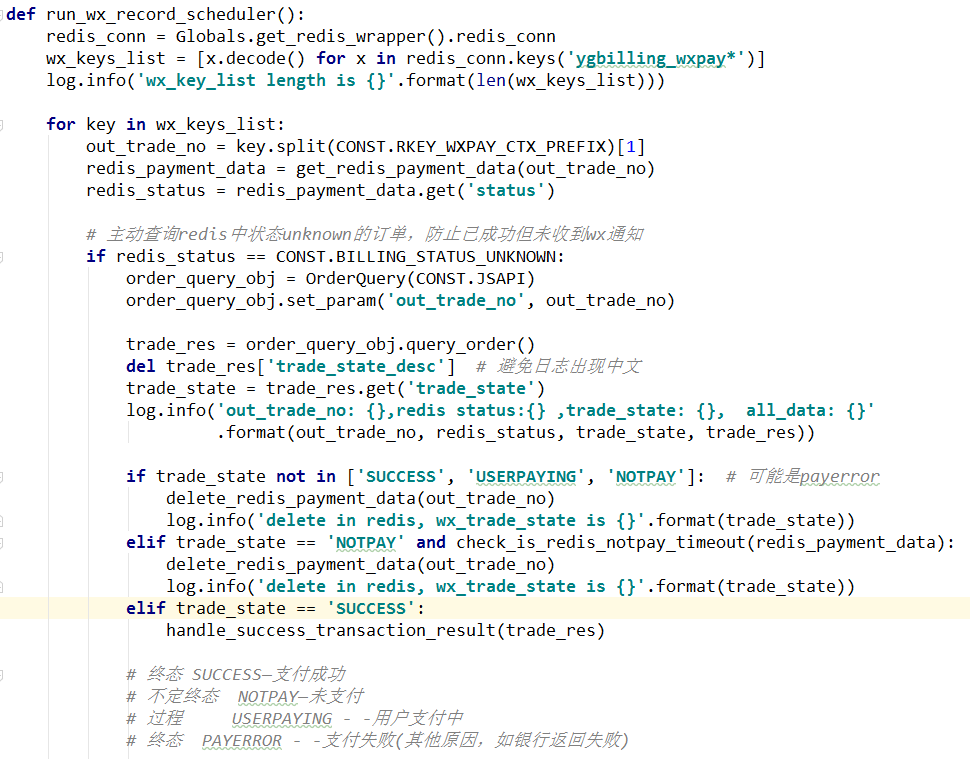 def run_wx_record_scheduler():
    redis_conn = Globals.get_redis_wrapper().redis_conn
    wx_keys_list = [x.decode() for x in redis_conn.keys('ygbilling_wxpay*')]
    log.info('wx_key_list length is {}'.format(len(wx_keys_list)))

    for key in wx_keys_list:
        out_trade_no = key.split(CONST.RKEY_WXPAY_CTX_PREFIX)[1]
        redis_payment_data = get_redis_payment_data(out_trade_no)
        redis_status = redis_payment_data.get('status')

        # 主动查询redis中状态unknown的订单，防止已成功但未收到wx通知
        if redis_status == CONST.BILLING_STATUS_UNKNOWN:
            order_query_obj = OrderQuery(CONST.JSAPI)
            order_query_obj.set_param('out_trade_no', out_trade_no)

            trade_res = order_query_obj.query_order()
            del trade_res['trade_state_desc']  # 避免日志出现中文
            trade_state = trade_res.get('trade_state')
            log.info('out_trade_no: {},redis status:{} ,trade_state: {},  all_data: {}'
                     .format(out_trade_no, redis_status, trade_state, trade_res))

            if trade_state not in ['SUCCESS', 'USERPAYING', 'NOTPAY']:  # 可能是payerror
                delete_redis_payment_data(out_trade_no)
                log.info('delete in redis, wx_trade_state is {}'.format(trade_state))
            elif trade_state == 'NOTPAY' and check_is_redis_notpay_timeout(redis_payment_data):
                delete_redis_payment_data(out_trade_no)
                log.info('delete in redis, wx_trade_state is {}'.format(trade_state))
            elif trade_state == 'SUCCESS':
                handle_success_transaction_result(trade_res)

            # 终态 SUCCESS—支付成功
            # 不定终态  NOTPAY—未支付
            # 过程     USERPAYING - -用户支付中
            # 终态  PAYERROR - -支付失败(其他原因，如银行返回失败)